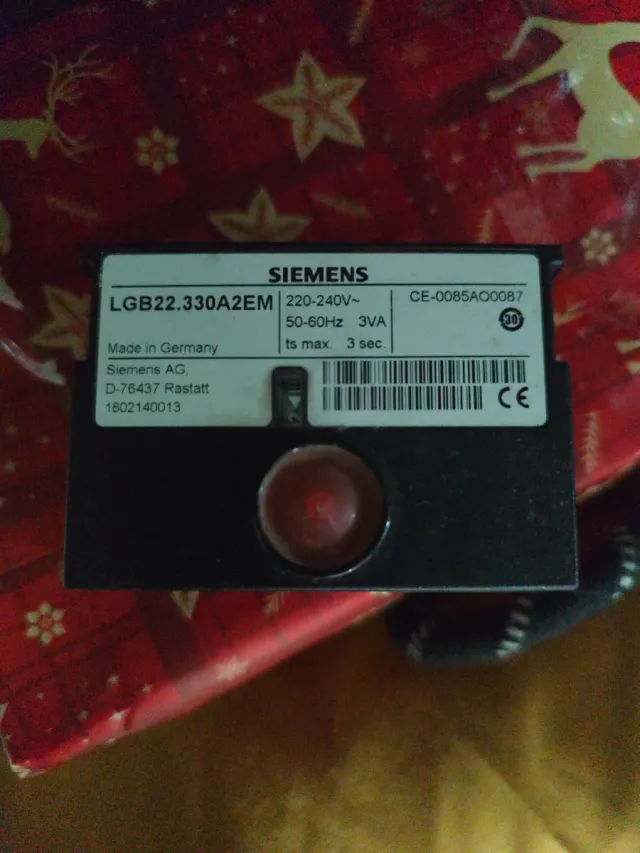 SIEMENS
LGB22.330A2EM
220-240V~
50-60Hz 3VA
ts max. 3 sec.
CE-0085AO0087
30
Made in Germany
Siemens AG,
D-76437 Rastatt
1802140013
CE